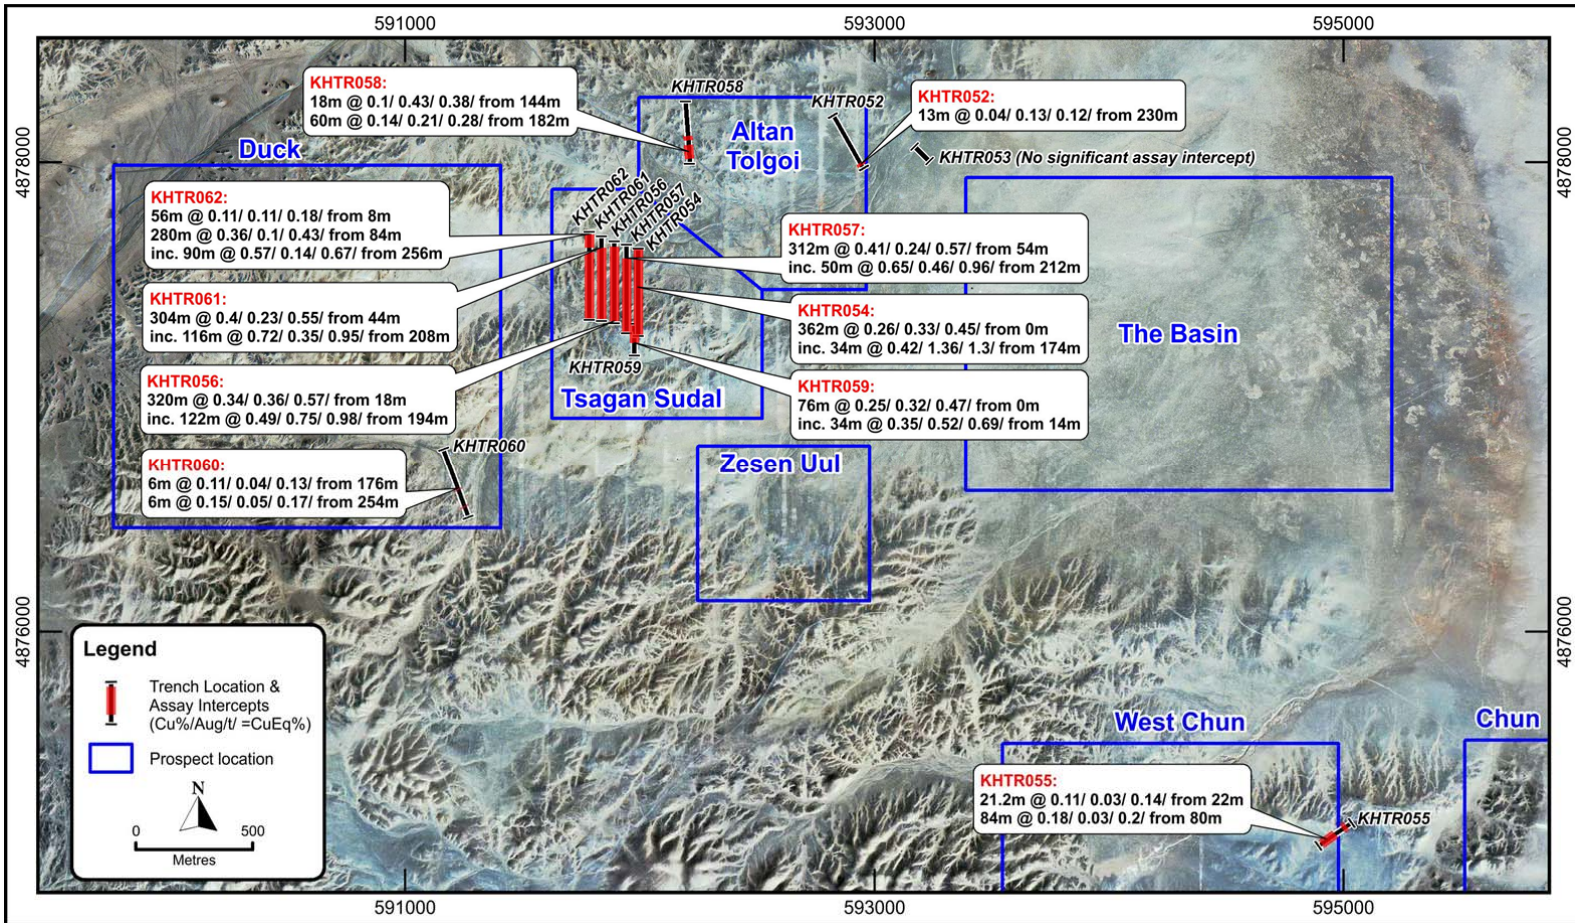 591000
593000
595000
4878000
4876000
4878000
4876000
591000
593000
595000
KHTR058:
18m @ 0.1/ 0.43/ 0.38/ from 144m
60m @ 0.14/ 0.21/ 0.28/ from 182m
KHTR058
KHTR052
KHTR052:
13m @ 0.04/ 0.13/ 0.12/ from 230m
KHTR053 (No significant assay intercept)
Altan
Tolgoi
Duck
KHTR062:
56m @ 0.11/ 0.11/ 0.18/ from 8m
280m @ 0.36/ 0.1/ 0.43/ from 84m
inc. 90m @ 0.57/ 0.14/ 0.67/ from 256m
KHTR062
KHTR061
KHTR056
KHTR057
KHTR054
KHTR057:
312m @ 0.41/ 0.24/ 0.57/ from 54m
inc. 50m @ 0.65/ 0.46/ 0.96/ from 212m
KHTR061:
304m @ 0.4/ 0.23/ 0.55/ from 44m
inc. 116m @ 0.72/ 0.35/ 0.95/ from 208m
KHTR054:
362m @ 0.26/ 0.33/ 0.45/ from 0m
inc. 34m @ 0.42/ 1.36/ 1.3/ from 174m
The Basin
KHTR056:
320m @ 0.34/ 0.36/ 0.57/ from 18m
inc. 122m @ 0.49/ 0.75/ 0.98/ from 194m
KHTR059
Tsagan Sudal
KHTR059:
76m @ 0.25/ 0.32/ 0.47/ from 0m
inc. 34m @ 0.35/ 0.52/ 0.69/ from 14m
KHTR060
KHTR060:
6m @ 0.11/ 0.04/ 0.13/ from 176m
6m @ 0.15/ 0.05/ 0.17/ from 254m
Zesen Uul
Legend
Trench Location &
Assay Intercepts
(Cu%/Aug/t/ =CuEq%)
Prospect location
N
0 500
Metres
West Chun
Chun
KHTR055:
21.2m @ 0.11/ 0.03/ 0.14/ from 22m
84m @ 0.18/ 0.03/ 0.2/ from 80m
KHTR055